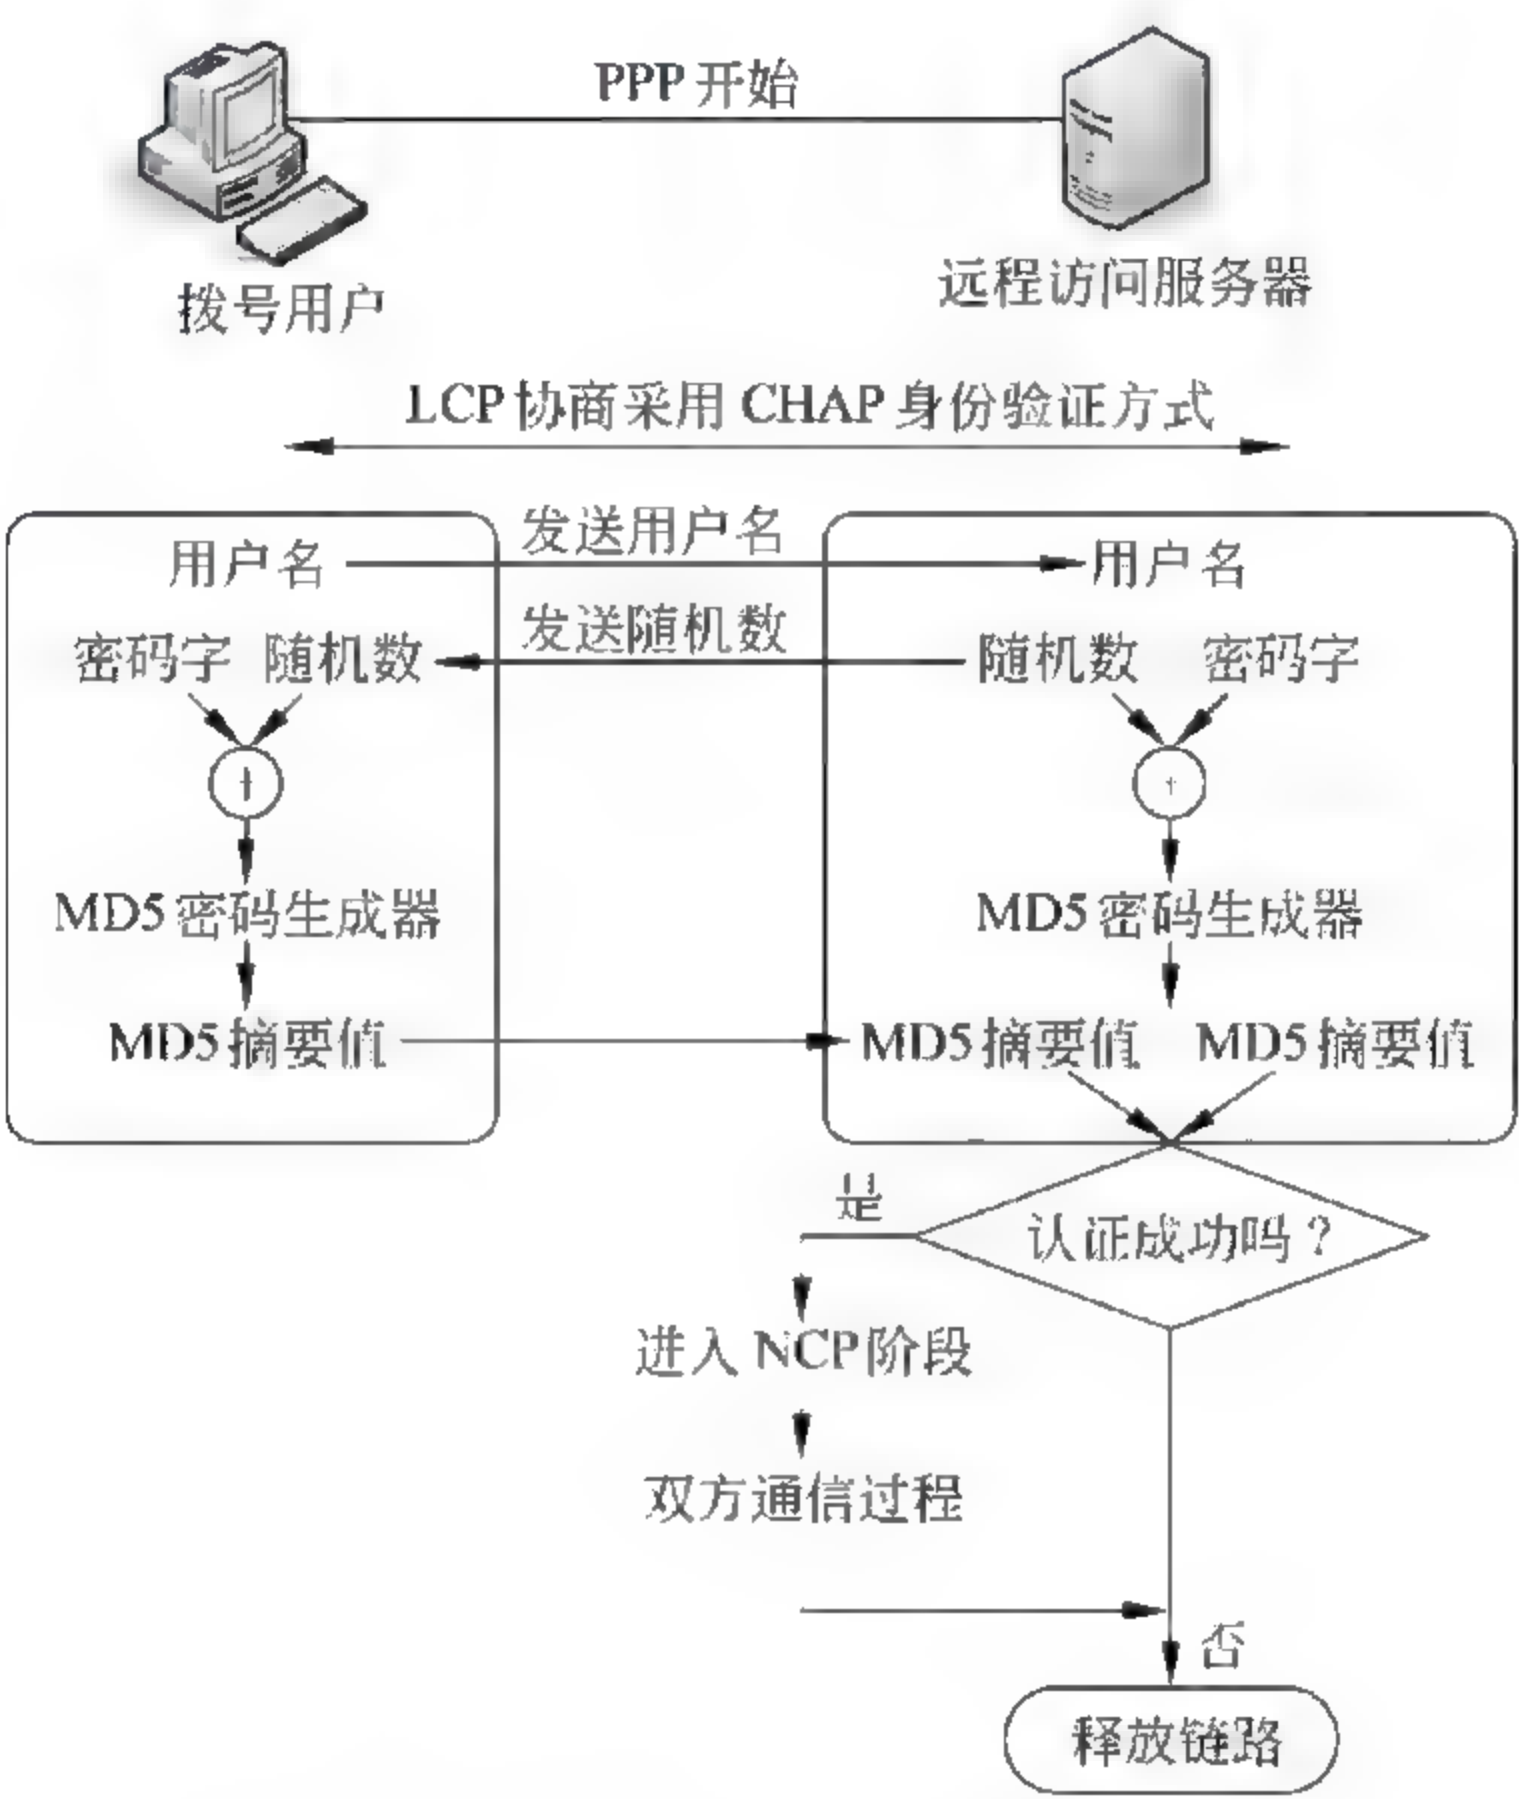 PPP 开始
拨号用户
远程访问服务器
LCP 协商采用 CHAP 身份验证方式
用户名
发送用户名
用户名
密码字 随机数
发送随机数
随机数 密码字
+
+
MD5 密码生成器
MD5 密码生成器
MD5 摘要值
MD5 摘要值 MD5 摘要值
是
认证成功吗？
进入 NCP 阶段
双方通信过程
否
释放链路